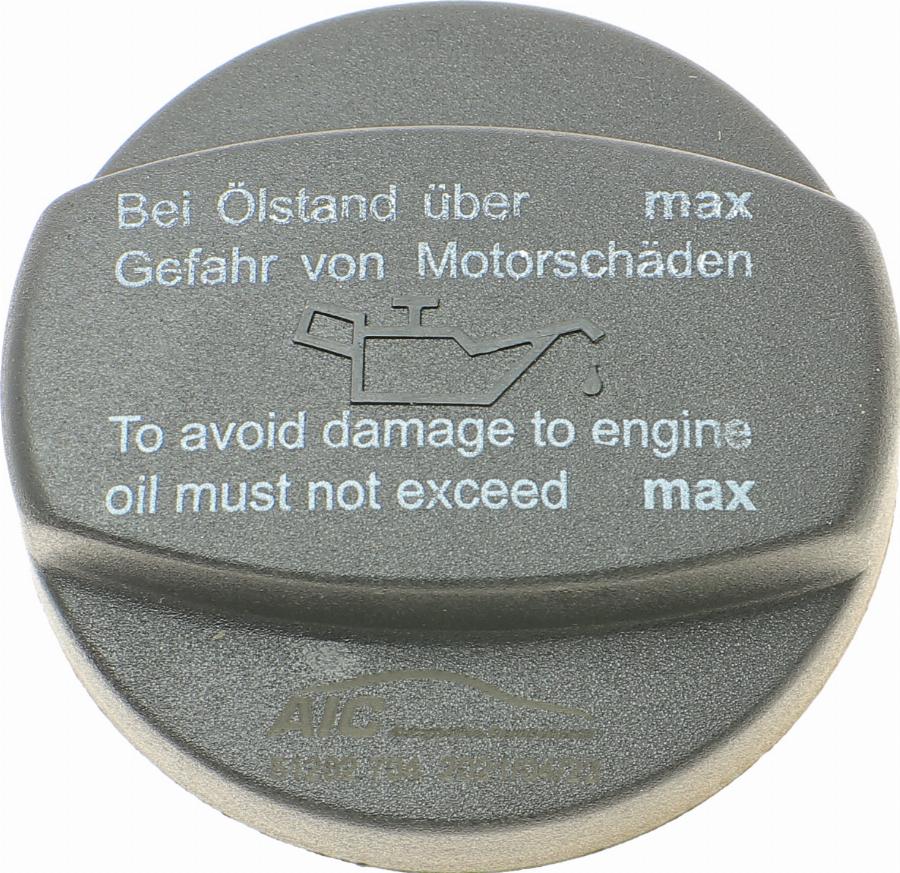 Bei Ölstand über max
Gefahr von Motorschäden
To avoid damage to engine
oil must not exceed max
AIC